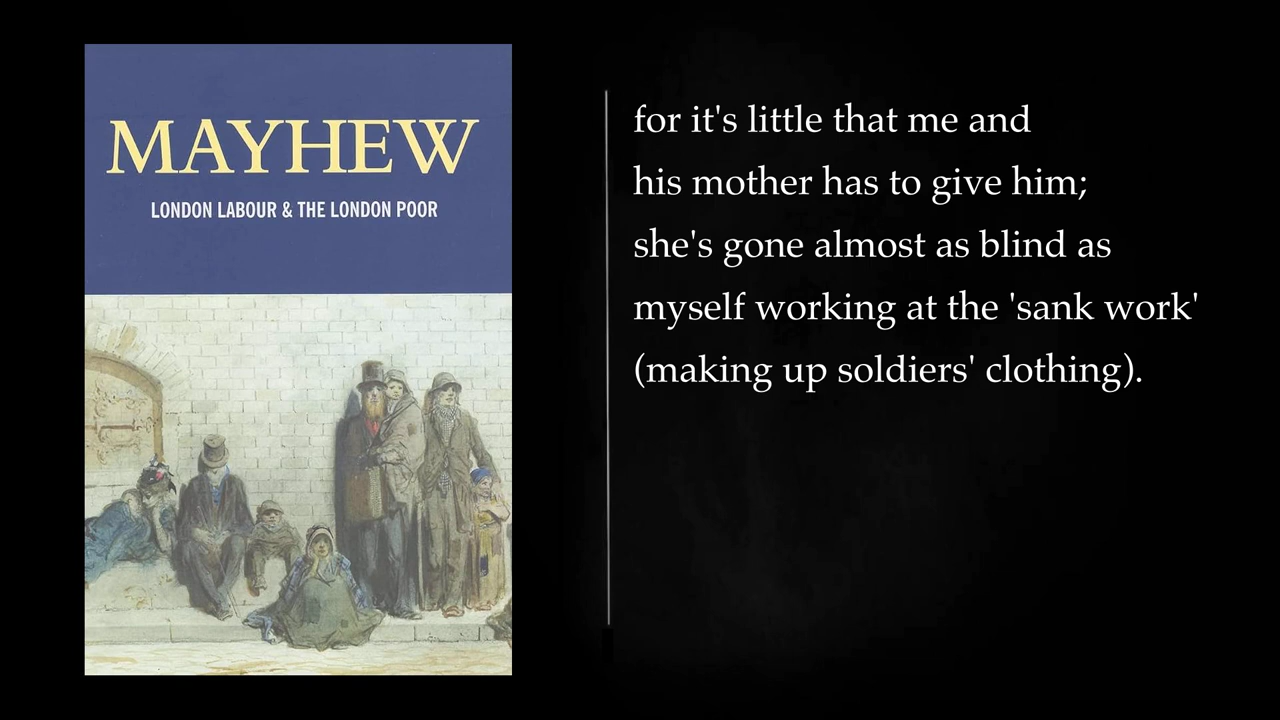 MAYHEW
LONDON LABOUR & THE LONDON POOR
for it's little that me and
his mother has to give him;
she's gone almost as blind as
myself working at the 'sank work'
(making up soldiers' clothing).